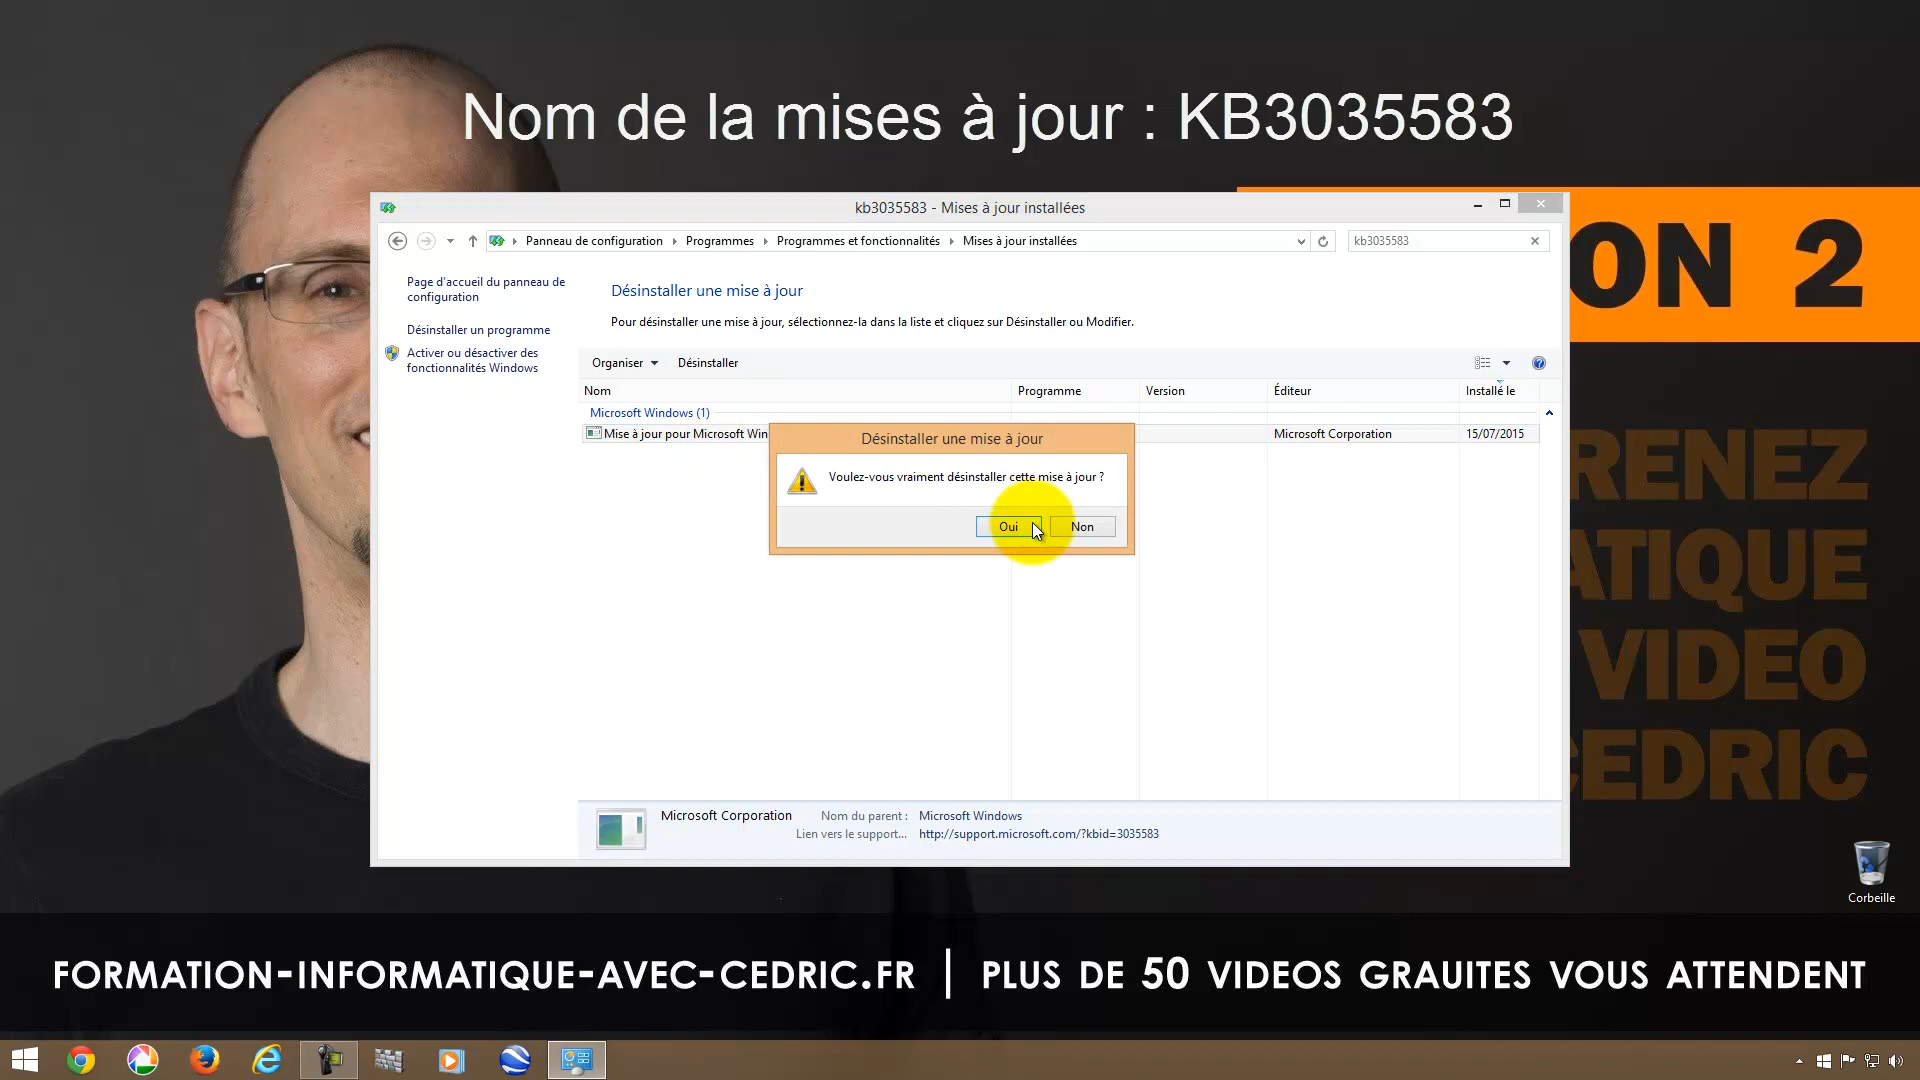 Nom de la mises à jour : KB3035583
kb3035583 - Mises à jour installées
Panneau de configuration
Programmes
Programmes et fonctionnalités
Mises à jour installées
kb3035583
ON 2
Page d'accueil du panneau de
configuration
Désinstaller un programme
Activer ou désactiver des
fonctionnalités Windows
Désinstaller une mise à jour
Pour désinstaller une mise à jour, sélectionnez-la dans la liste et cliquez sur Désinstaller ou Modifier.
Organiser
Désinstaller
Nom
Programme
Version
Éditeur
Installé le
Microsoft Windows (1)
Mise à jour pour Microsoft Win
Microsoft Corporation
15/07/2015
Désinstaller une mise à jour
Voulez-vous vraiment désinstaller cette mise à jour ?
Oui
Non
RENEZ
ATIQUE
VIDEO
CEDRIC
Microsoft Corporation
Nom du parent :
Microsoft Windows
Lien vers le support...
http://support.microsoft.com/?kbid=3035583
Corbeille
FORMATION-INFORMATIQUE-AVEC-CEDRIC.FR | PLUS DE 50 VIDEOS GRAUITES VOUS ATTENDENT